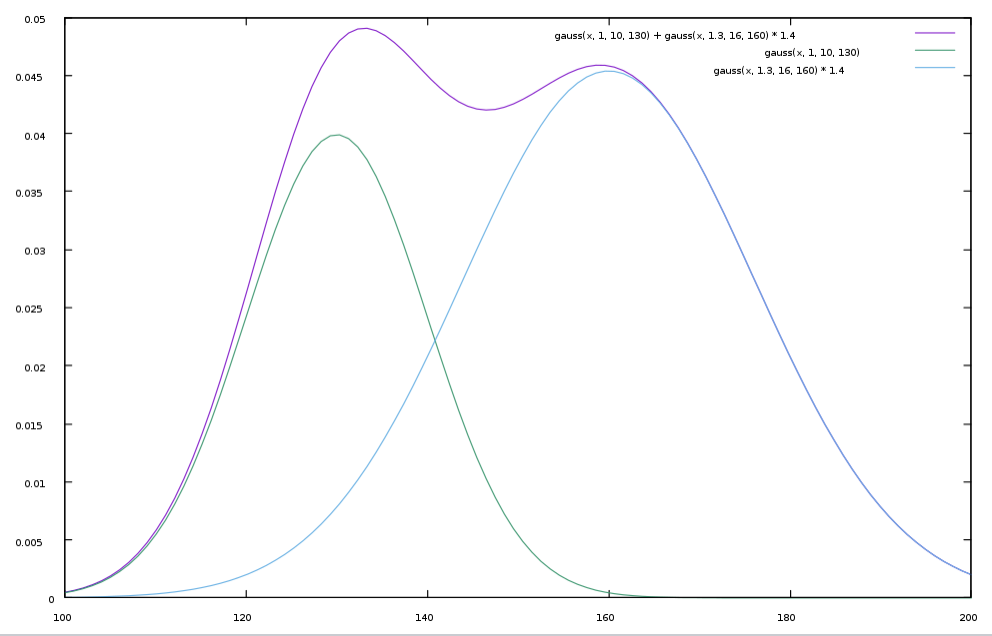 0.05
gauss(x, 1, 10, 130) + gauss(x, 1.3, 16, 160) * 1.4
gauss(x, 1, 10, 130)
gauss(x, 1.3, 16, 160) * 1.4
0.045
0.04
0.035
0.03
0.025
0.02
0.015
0.01
0.005
0
100 120 140 160 180 200